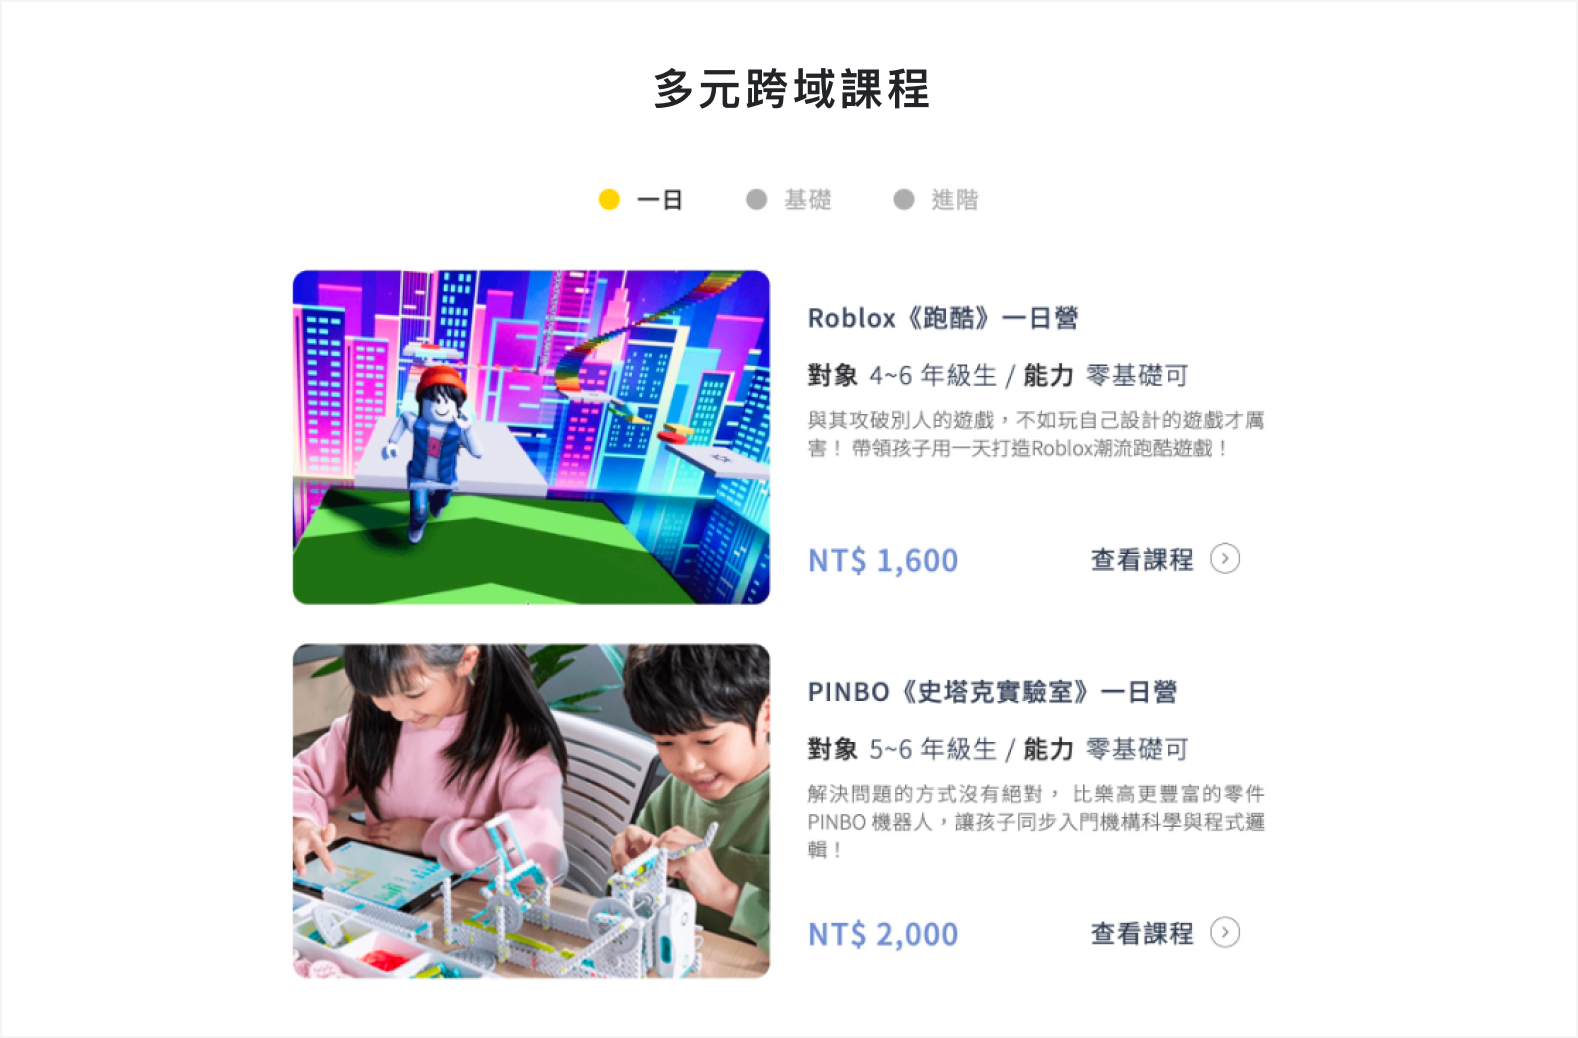 多元跨域課程
一日
基礎
進階
Roblox《跑酷》一日營
對象 4~6 年級生 / 能力 零基礎可
與其攻破別人的遊戲，不如玩自己設計的遊戲才厲
害！ 帶領孩子用一天打造Roblox潮流跑酷遊戲！
NT$ 1,600
查看課程
PINBO《史塔克實驗室》一日營
對象 5~6 年級生 / 能力 零基礎可
解決問題的方式沒有絕對， 比樂高更豐富的零件
PINBO 機器人，讓孩子同步入門機構科學與程式邏
輯！
NT$ 2,000
查看課程